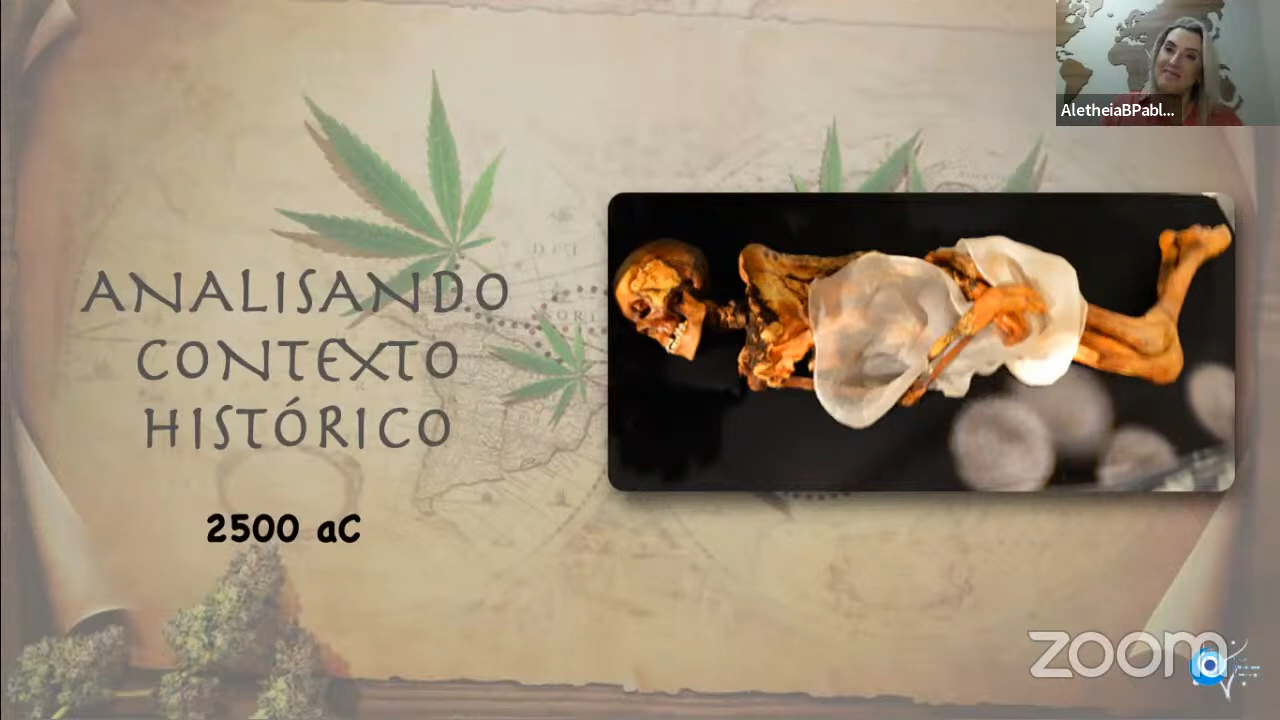 AletheiaBPabl...
ANALISANDO
CONTEXTO
HISTÓRICO
2500 aC
zoom